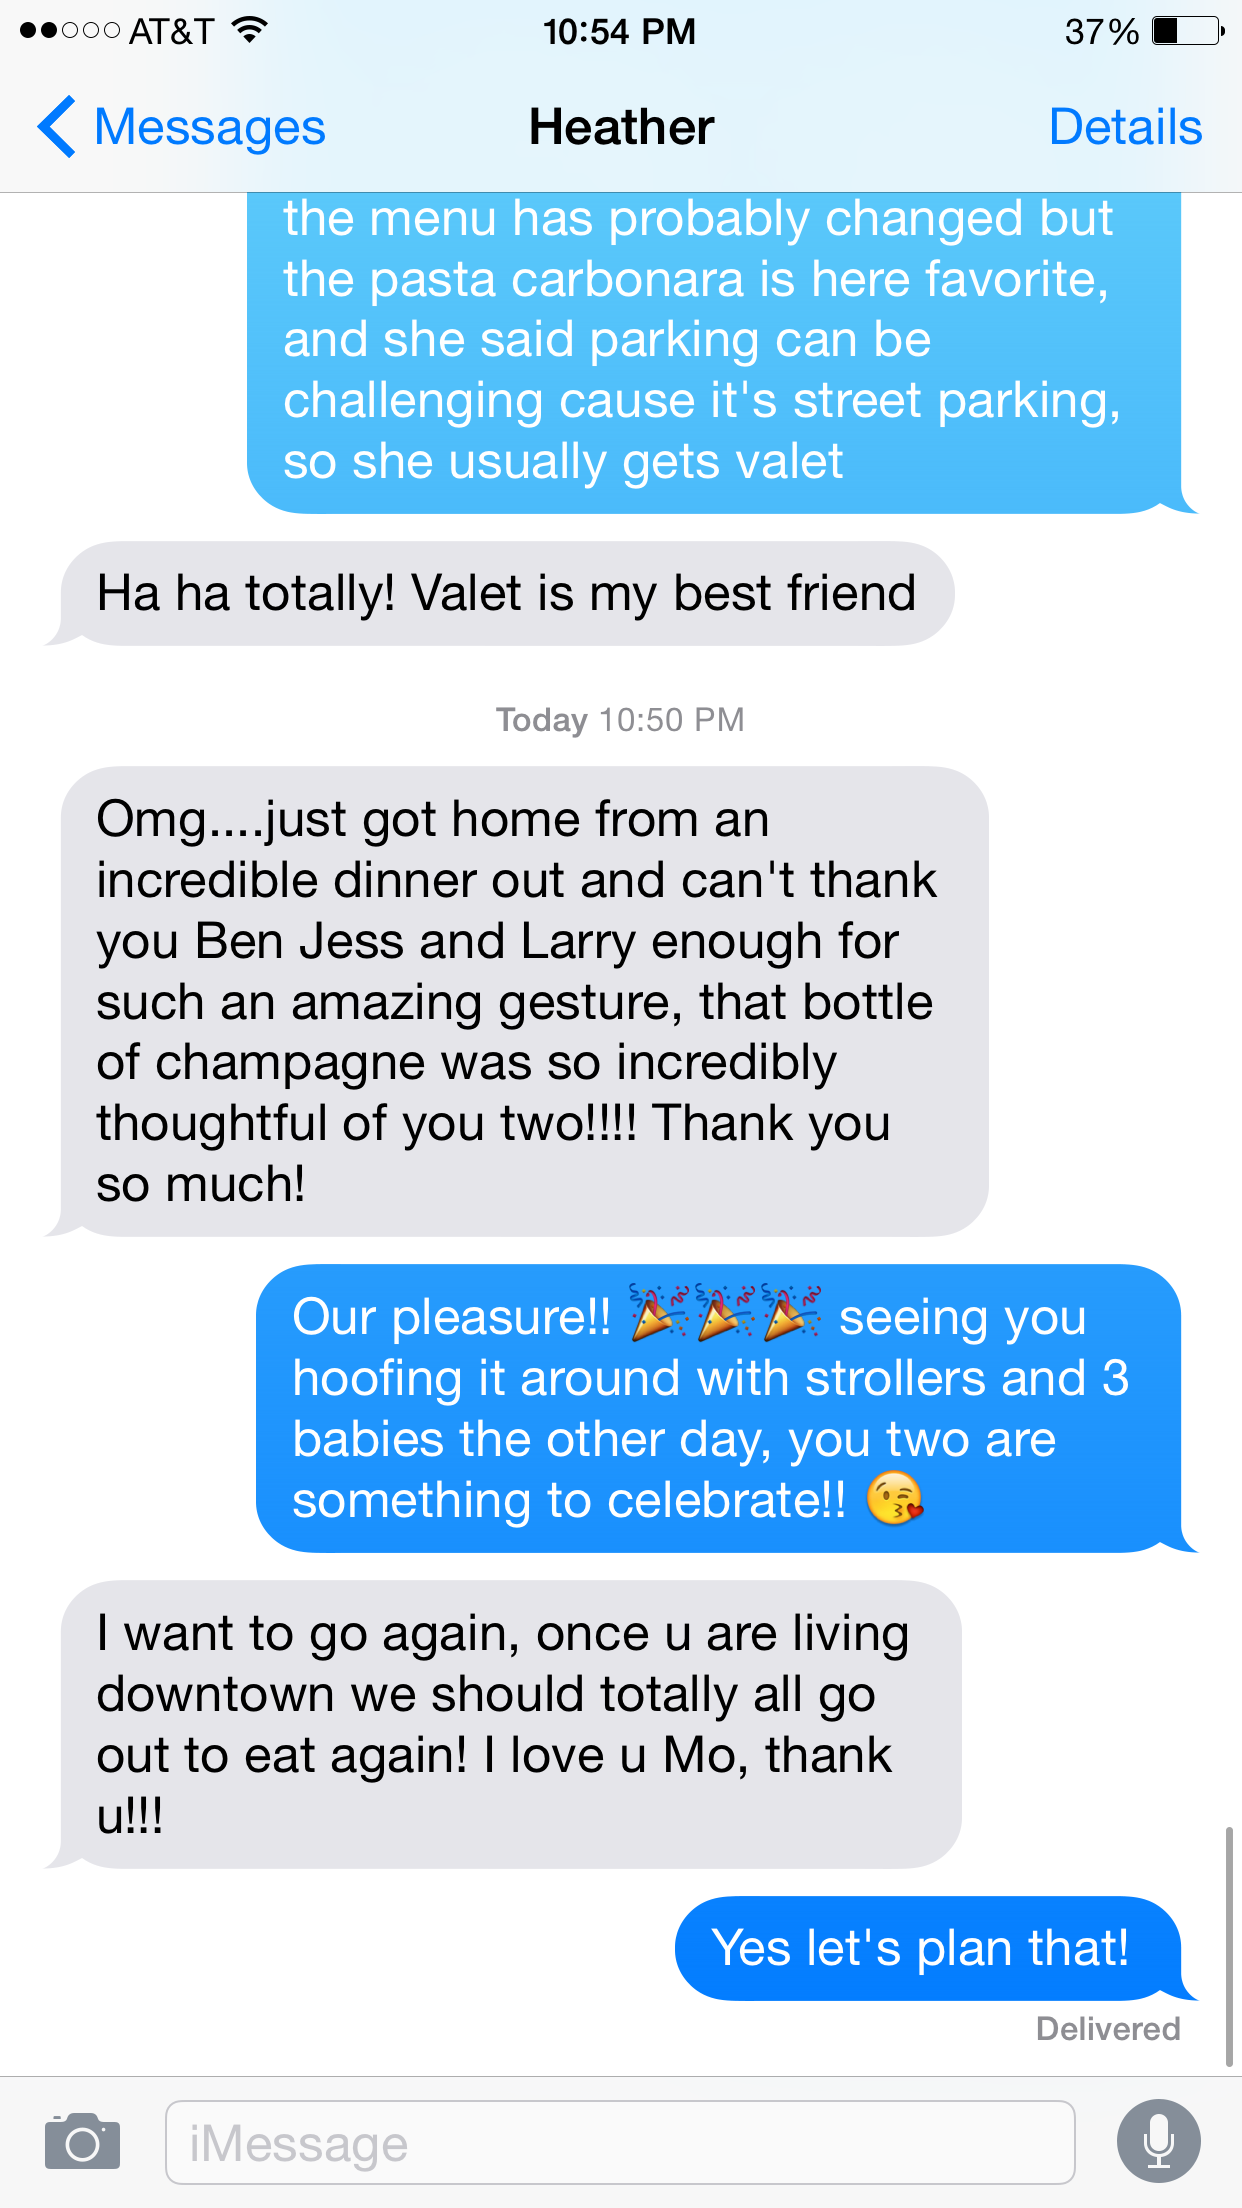 AT&T 10:54 PM 37%
Messages Heather Details
the menu has probably changed but
the pasta carbonara is here favorite,
and she said parking can be
challenging cause it's street parking,
so she usually gets valet
Ha ha totally! Valet is my best friend
Today 10:50 PM
Omg....just got home from an
incredible dinner out and can't thank
you Ben Jess and Larry enough for
such an amazing gesture, that bottle
of champagne was so incredibly
thoughtful of you two!!!! Thank you
so much!
Our pleasure!! 🎉🎉🎉 seeing you
hoofing it around with strollers and 3
babies the other day, you two are
something to celebrate!! 😘
I want to go again, once u are living
downtown we should totally all go
out to eat again! I love u Mo, thank
u!!!
Yes let's plan that!
Delivered
iMessage